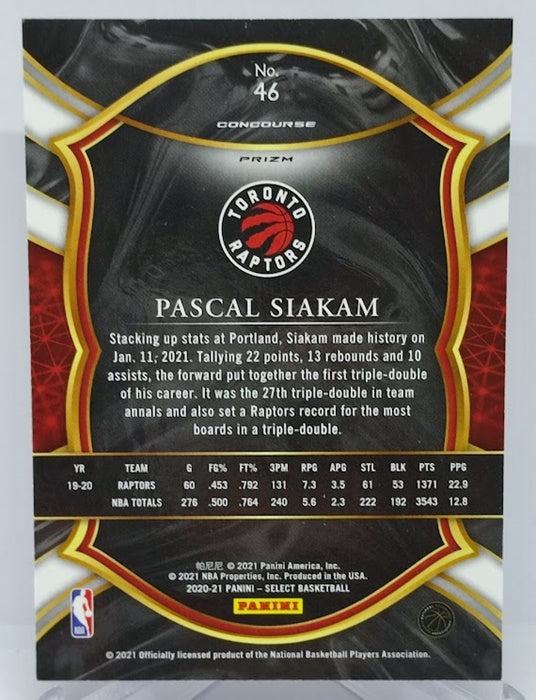 No.
46
CONCOURSE
PRIZM
TORONTO
RAPTORS
PASCAL SIAKAM
Stacking up stats at Portland, Siakam made history on
Jan. 11, 2021. Tallying 22 points, 13 rebounds and 10
assists, the forward put together the first triple-double
of his career. It was the 27th triple-double in team
annals and also set a Raptors record for the most
boards in a triple-double.
YR TEAM G FG% FT% 3PM RPG APG STL BLK PTS PPG
19-20 RAPTORS 60 .453 .792 131 7.3 3.5 61 53 1371 22.9
NBA TOTALS 276 .500 .764 240 5.6 2.3 222 192 3543 12.8
帕尼尼 © 2021 Panini America, Inc.
© 2021 NBA Properties, Inc. Produced in the USA.
2020-21 PANINI – SELECT BASKETBALL
PANINI
NBA
© 2021 Officially licensed product of the National Basketball Players Association.